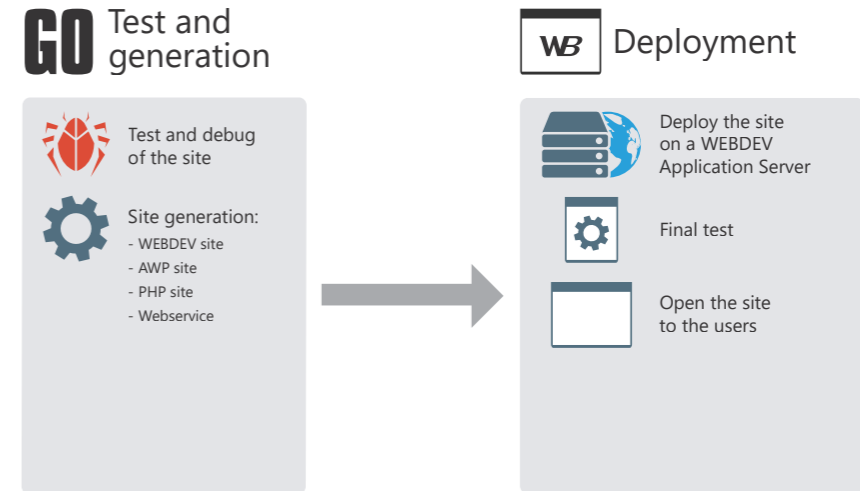 GO Test and
generation
Test and debug
of the site
Site generation:
- WEBDEV site
- AWP site
- PHP site
- Webservice
WB Deployment
Deploy the site
on a WEBDEV
Application Server
Final test
Open the site
to the users